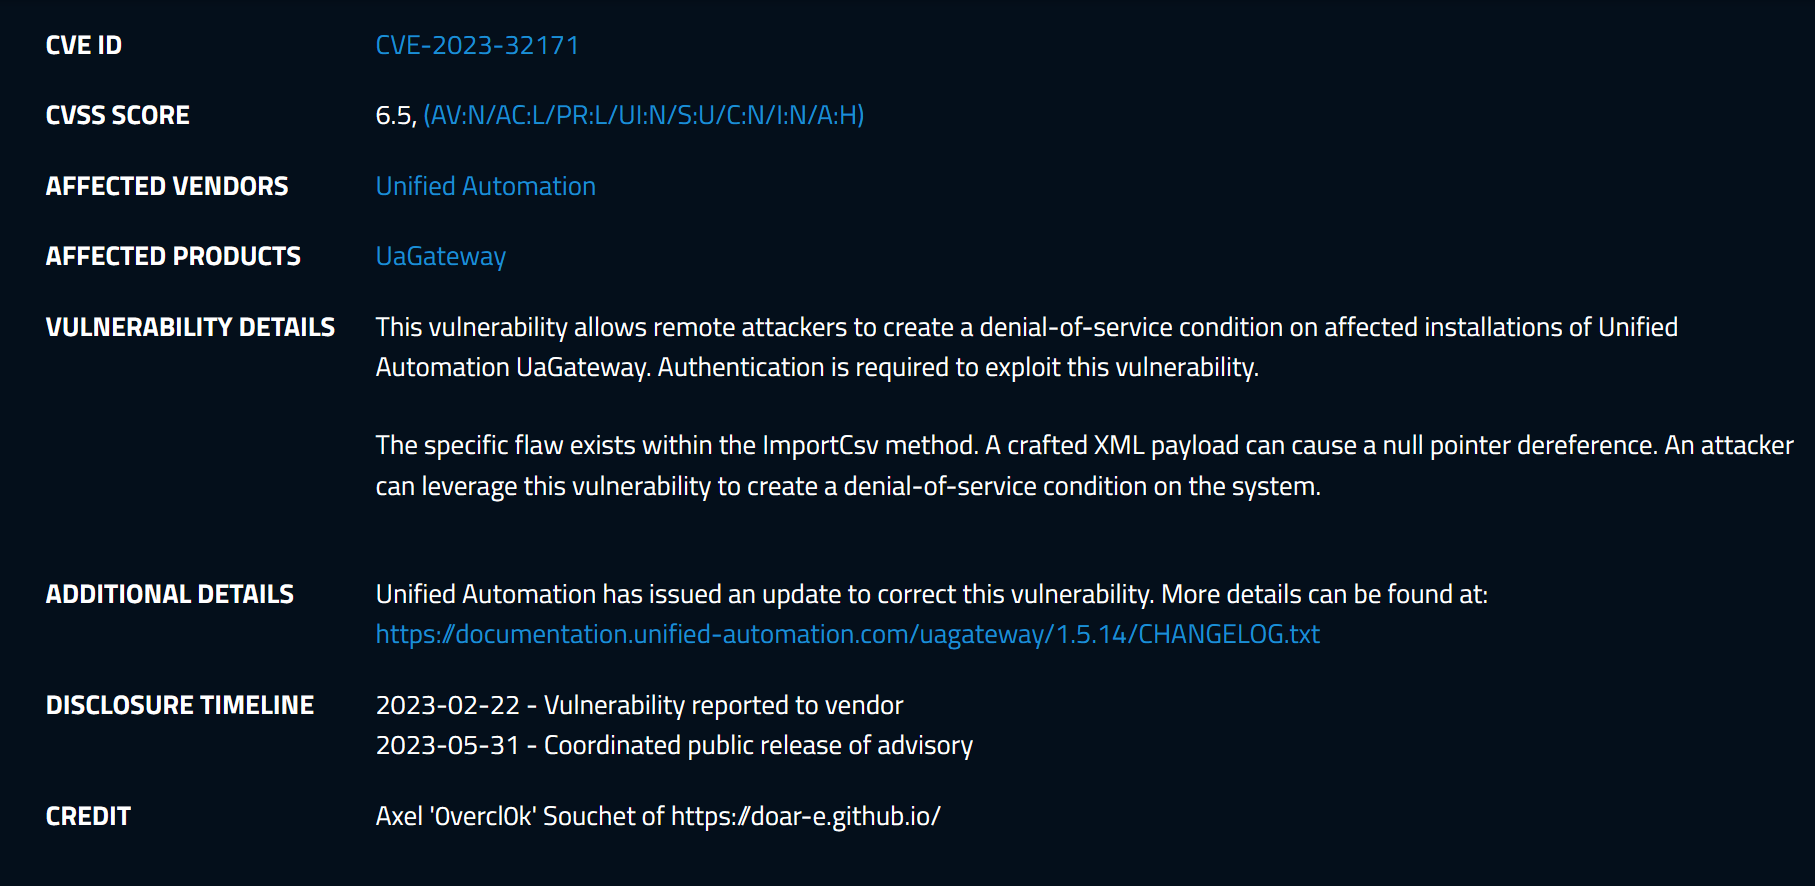 CVE ID CVE-2023-32171
CVSS SCORE 6.5, (AV:N/AC:L/PR:L/UI:N/S:U/C:N/I:N/A:H)
AFFECTED VENDORS Unified Automation
AFFECTED PRODUCTS UaGateway
VULNERABILITY DETAILS This vulnerability allows remote attackers to create a denial-of-service condition on affected installations of Unified
Automation UaGateway. Authentication is required to exploit this vulnerability.
The specific flaw exists within the ImportCsv method. A crafted XML payload can cause a null pointer dereference. An attacker
can leverage this vulnerability to create a denial-of-service condition on the system.
ADDITIONAL DETAILS Unified Automation has issued an update to correct this vulnerability. More details can be found at:
https://documentation.unified-automation.com/uagateway/1.5.14/CHANGELOG.txt
DISCLOSURE TIMELINE 2023-02-22 - Vulnerability reported to vendor
2023-05-31 - Coordinated public release of advisory
CREDIT Axel '0vercl0k' Souchet of https://doar-e.github.io/